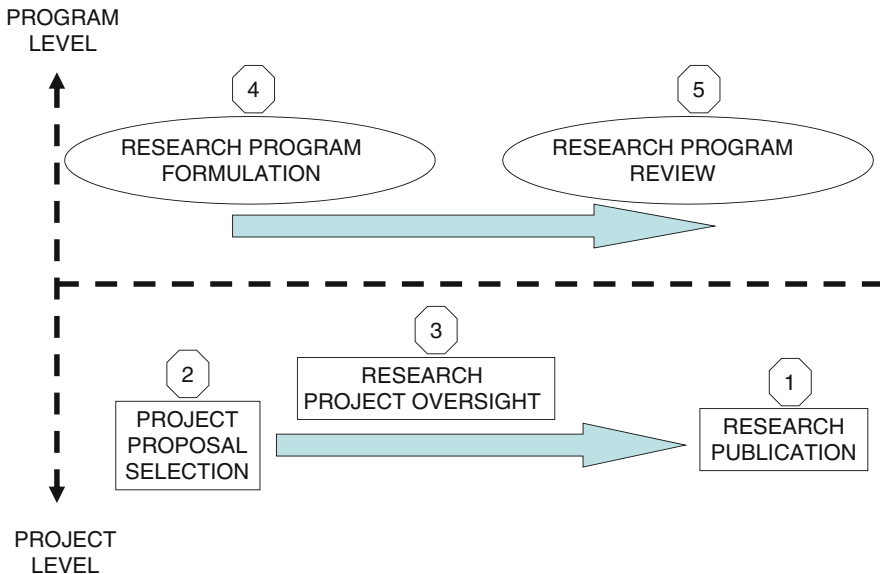 PROGRAM
LEVEL
4
5
RESEARCH PROGRAM
FORMULATION
RESEARCH PROGRAM
REVIEW
3
RESEARCH
PROJECT OVERSIGHT
2
PROJECT
PROPOSAL
SELECTION
1
RESEARCH
PUBLICATION
PROJECT
LEVEL